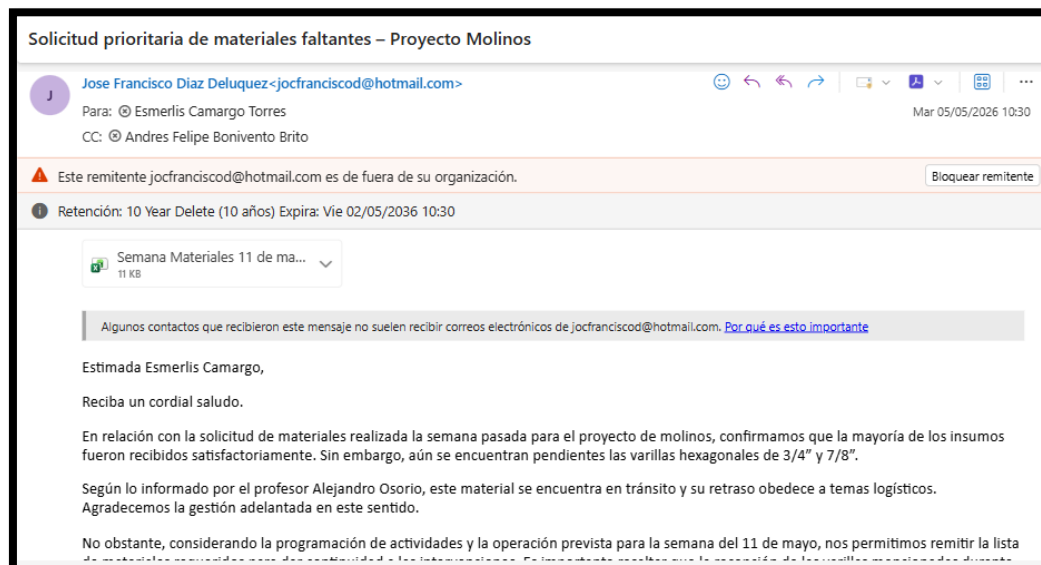 Solicitud prioritaria de materiales faltantes – Proyecto Molinos
J
Jose Francisco Diaz Deluquez<jocfranciscod@hotmail.com>
Para: Esmerlis Camargo Torres
Mar 05/05/2026 10:30
CC: Andres Felipe Bonivento Brito
Este remitente jocfranciscod@hotmail.com es de fuera de su organización.
Bloquear remitente
Retención: 10 Year Delete (10 años) Expira: Vie 02/05/2036 10:30
Semana Materiales 11 de ma...
11 KB
Algunos contactos que recibieron este mensaje no suelen recibir correos electrónicos de jocfranciscod@hotmail.com. Por qué es esto importante
Estimada Esmerlis Camargo,
Reciba un cordial saludo.
En relación con la solicitud de materiales realizada la semana pasada para el proyecto de molinos, confirmamos que la mayoría de los insumos
fueron recibidos satisfactoriamente. Sin embargo, aún se encuentran pendientes las varillas hexagonales de 3/4” y 7/8”.
Según lo informado por el profesor Alejandro Osorio, este material se encuentra en tránsito y su retraso obedece a temas logísticos.
Agradecemos la gestión adelantada en este sentido.
No obstante, considerando la programación de actividades y la operación prevista para la semana del 11 de mayo, nos permitimos remitir la lista